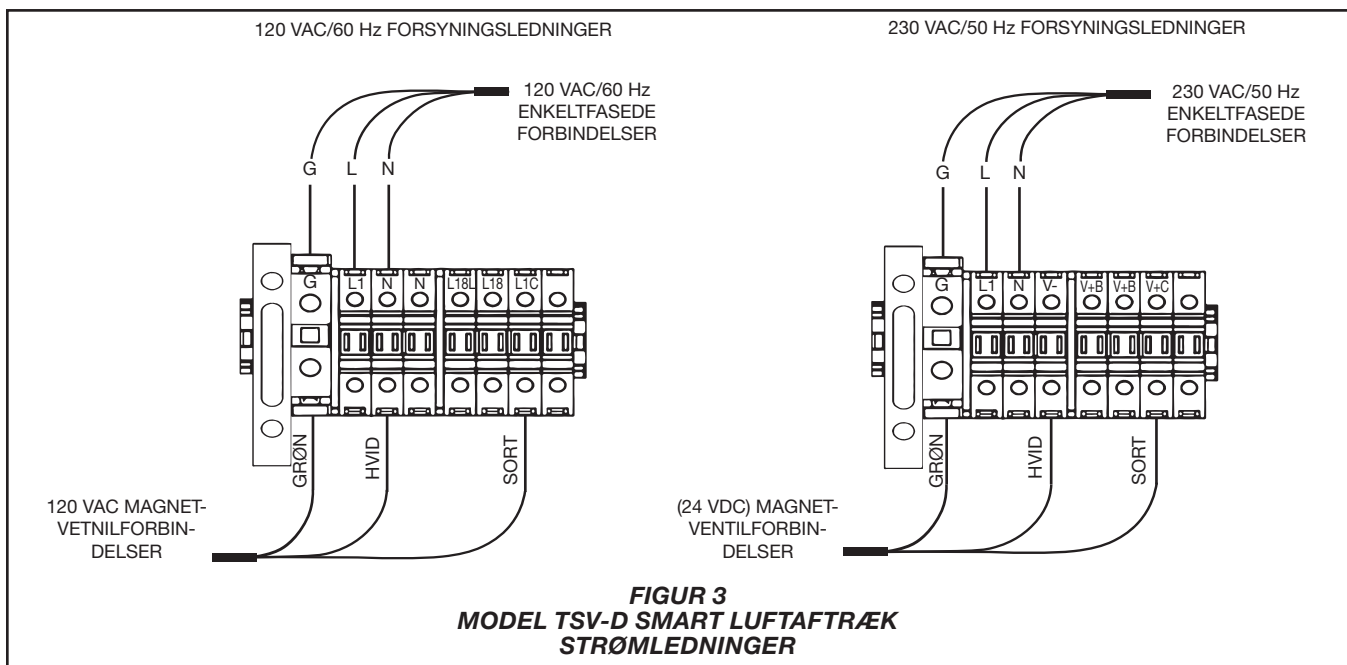 120 VAC/60 Hz FORSYNINGSLEDNINGER
120 VAC/60 Hz
ENKELTFASEDE
FORBINDELSER
G L N
G L1 N N L18L L18 L1C
GRØN HVID SORT
120 VAC MAGNET-
VETNILFORBIN-
DELSER
230 VAC/50 Hz FORSYNINGSLEDNINGER
230 VAC/50 Hz
ENKELTFASEDE
FORBINDELSER
G L N
G L1 N V- V+B V+B V+C
GRØN HVID SORT
(24 VDC) MAGNET-
VENTILFORBIN-
DELSER
FIGUR 3
MODEL TSV-D SMART LUFTAFTRÆK
STRØMLEDNINGER